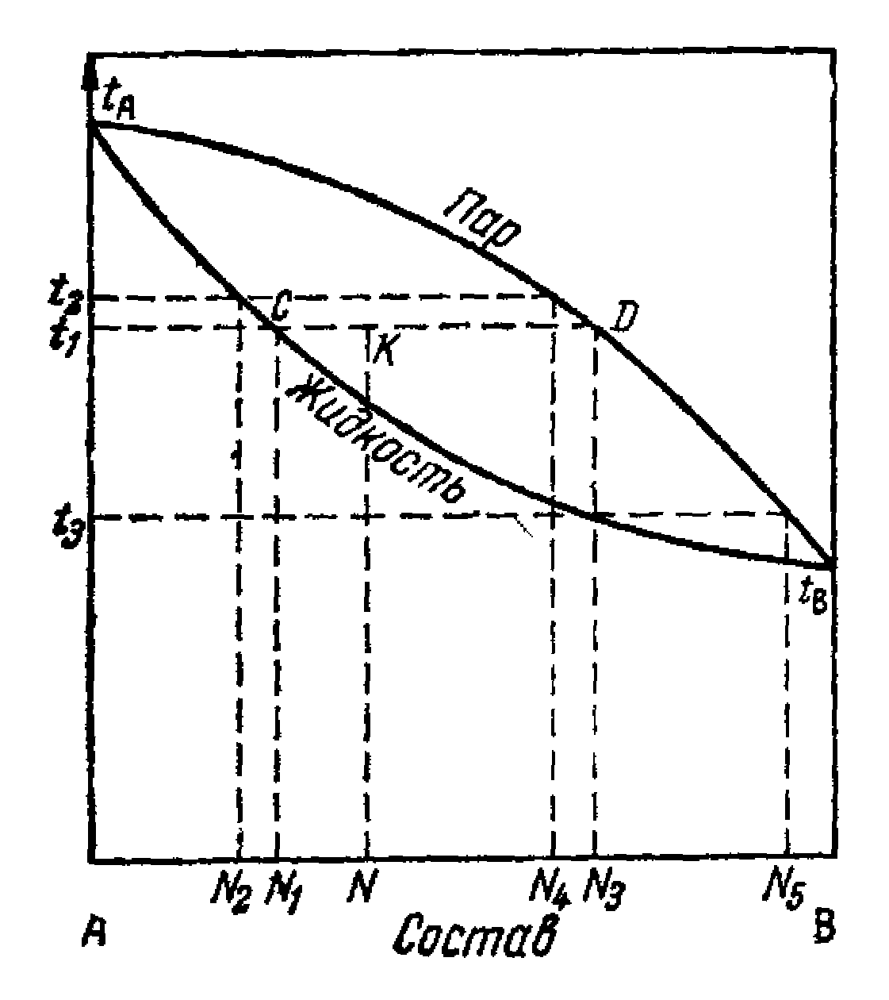 t_A
Пар
t_2
C
D
t_1
K
Жидкость
t_3
t_B
N_2 N_1 N N_4 N_3 N_5
A Состав B